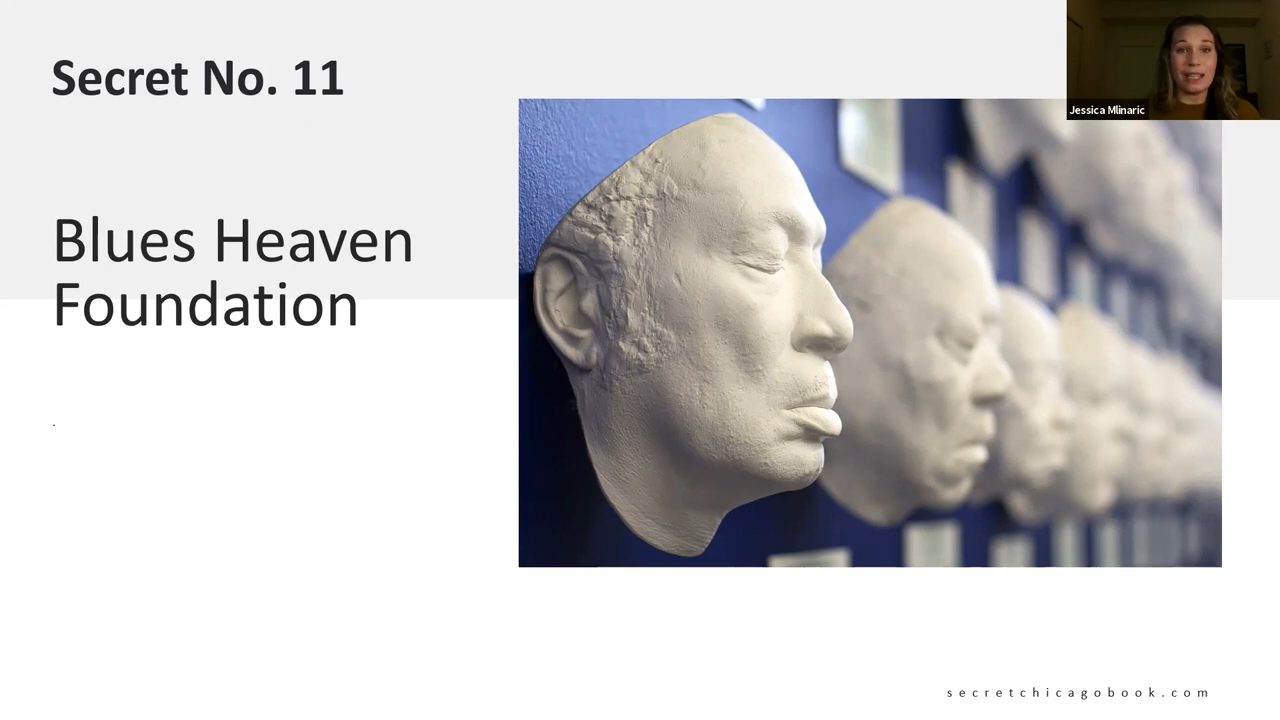 Secret No. 11
Jessica Mlinaric
Blues Heaven
Foundation
.
secretchicagobook.com